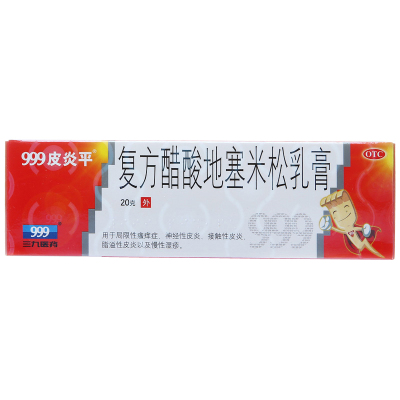 999皮炎平®
复方醋酸地塞米松乳膏
OTC
20克 外
999
999
三九医药
用于局限性瘙痒症、神经性皮炎、接触性皮炎、
脂溢性皮炎以及慢性湿疹。